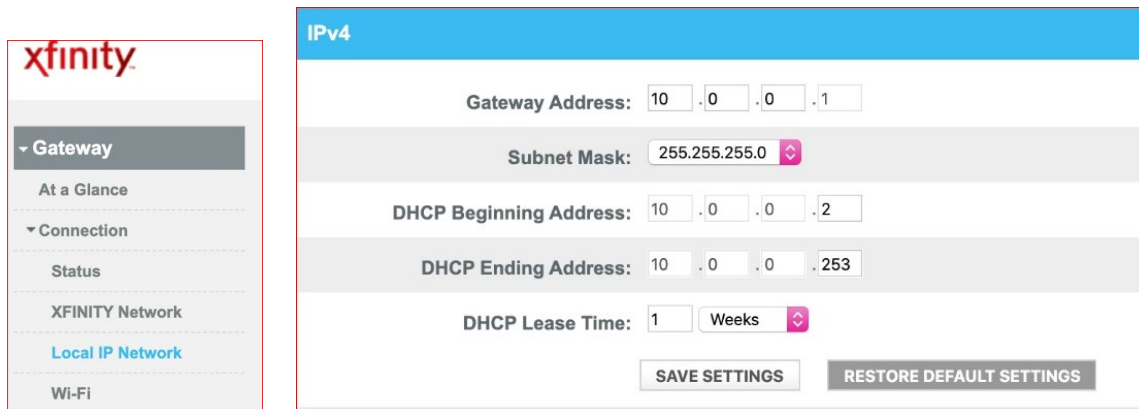 xfinity
Gateway
At a Glance
Connection
Status
XFINITY Network
Local IP Network
Wi-Fi
IPv4
Gateway Address: 10 .0 .0 .1
Subnet Mask: 255.255.255.0
DHCP Beginning Address: 10 .0 .0 .2
DHCP Ending Address: 10 .0 .0 .253
DHCP Lease Time: 1 Weeks
SAVE SETTINGS RESTORE DEFAULT SETTINGS